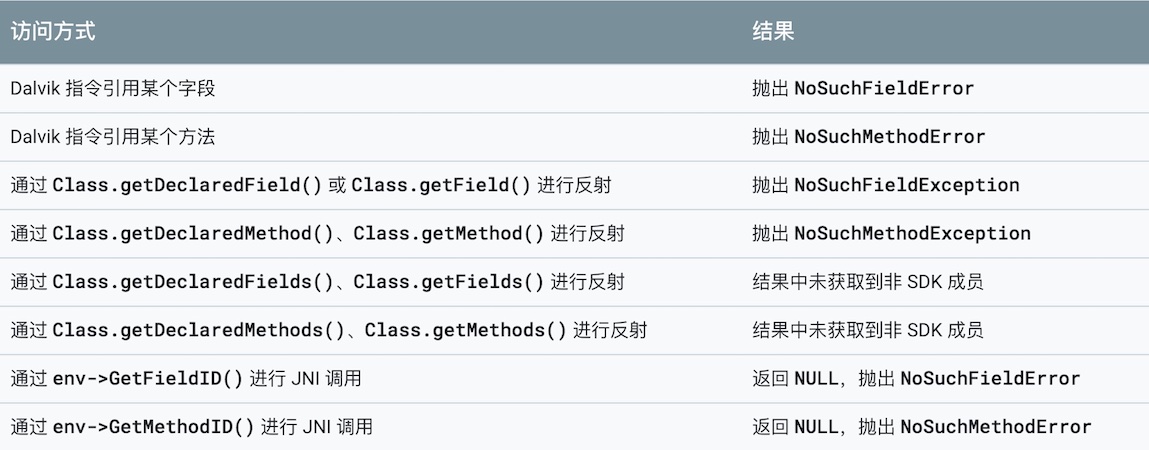 访问方式 结果
Dalvik 指令引用某个字段 抛出 NoSuchFieldError
Dalvik 指令引用某个方法 抛出 NoSuchMethodError
通过 Class.getDeclaredField() 或 Class.getField() 进行反射 抛出 NoSuchFieldException
通过 Class.getDeclaredMethod()、Class.getMethod() 进行反射 抛出 NoSuchMethodException
通过 Class.getDeclaredFields()、Class.getFields() 进行反射 结果中未获取到非 SDK 成员
通过 Class.getDeclaredMethods()、Class.getMethods() 进行反射 结果中未获取到非 SDK 成员
通过 env->GetFieldID() 进行 JNI 调用 返回 NULL，抛出 NoSuchFieldError
通过 env->GetMethodID() 进行 JNI 调用 返回 NULL，抛出 NoSuchMethodError